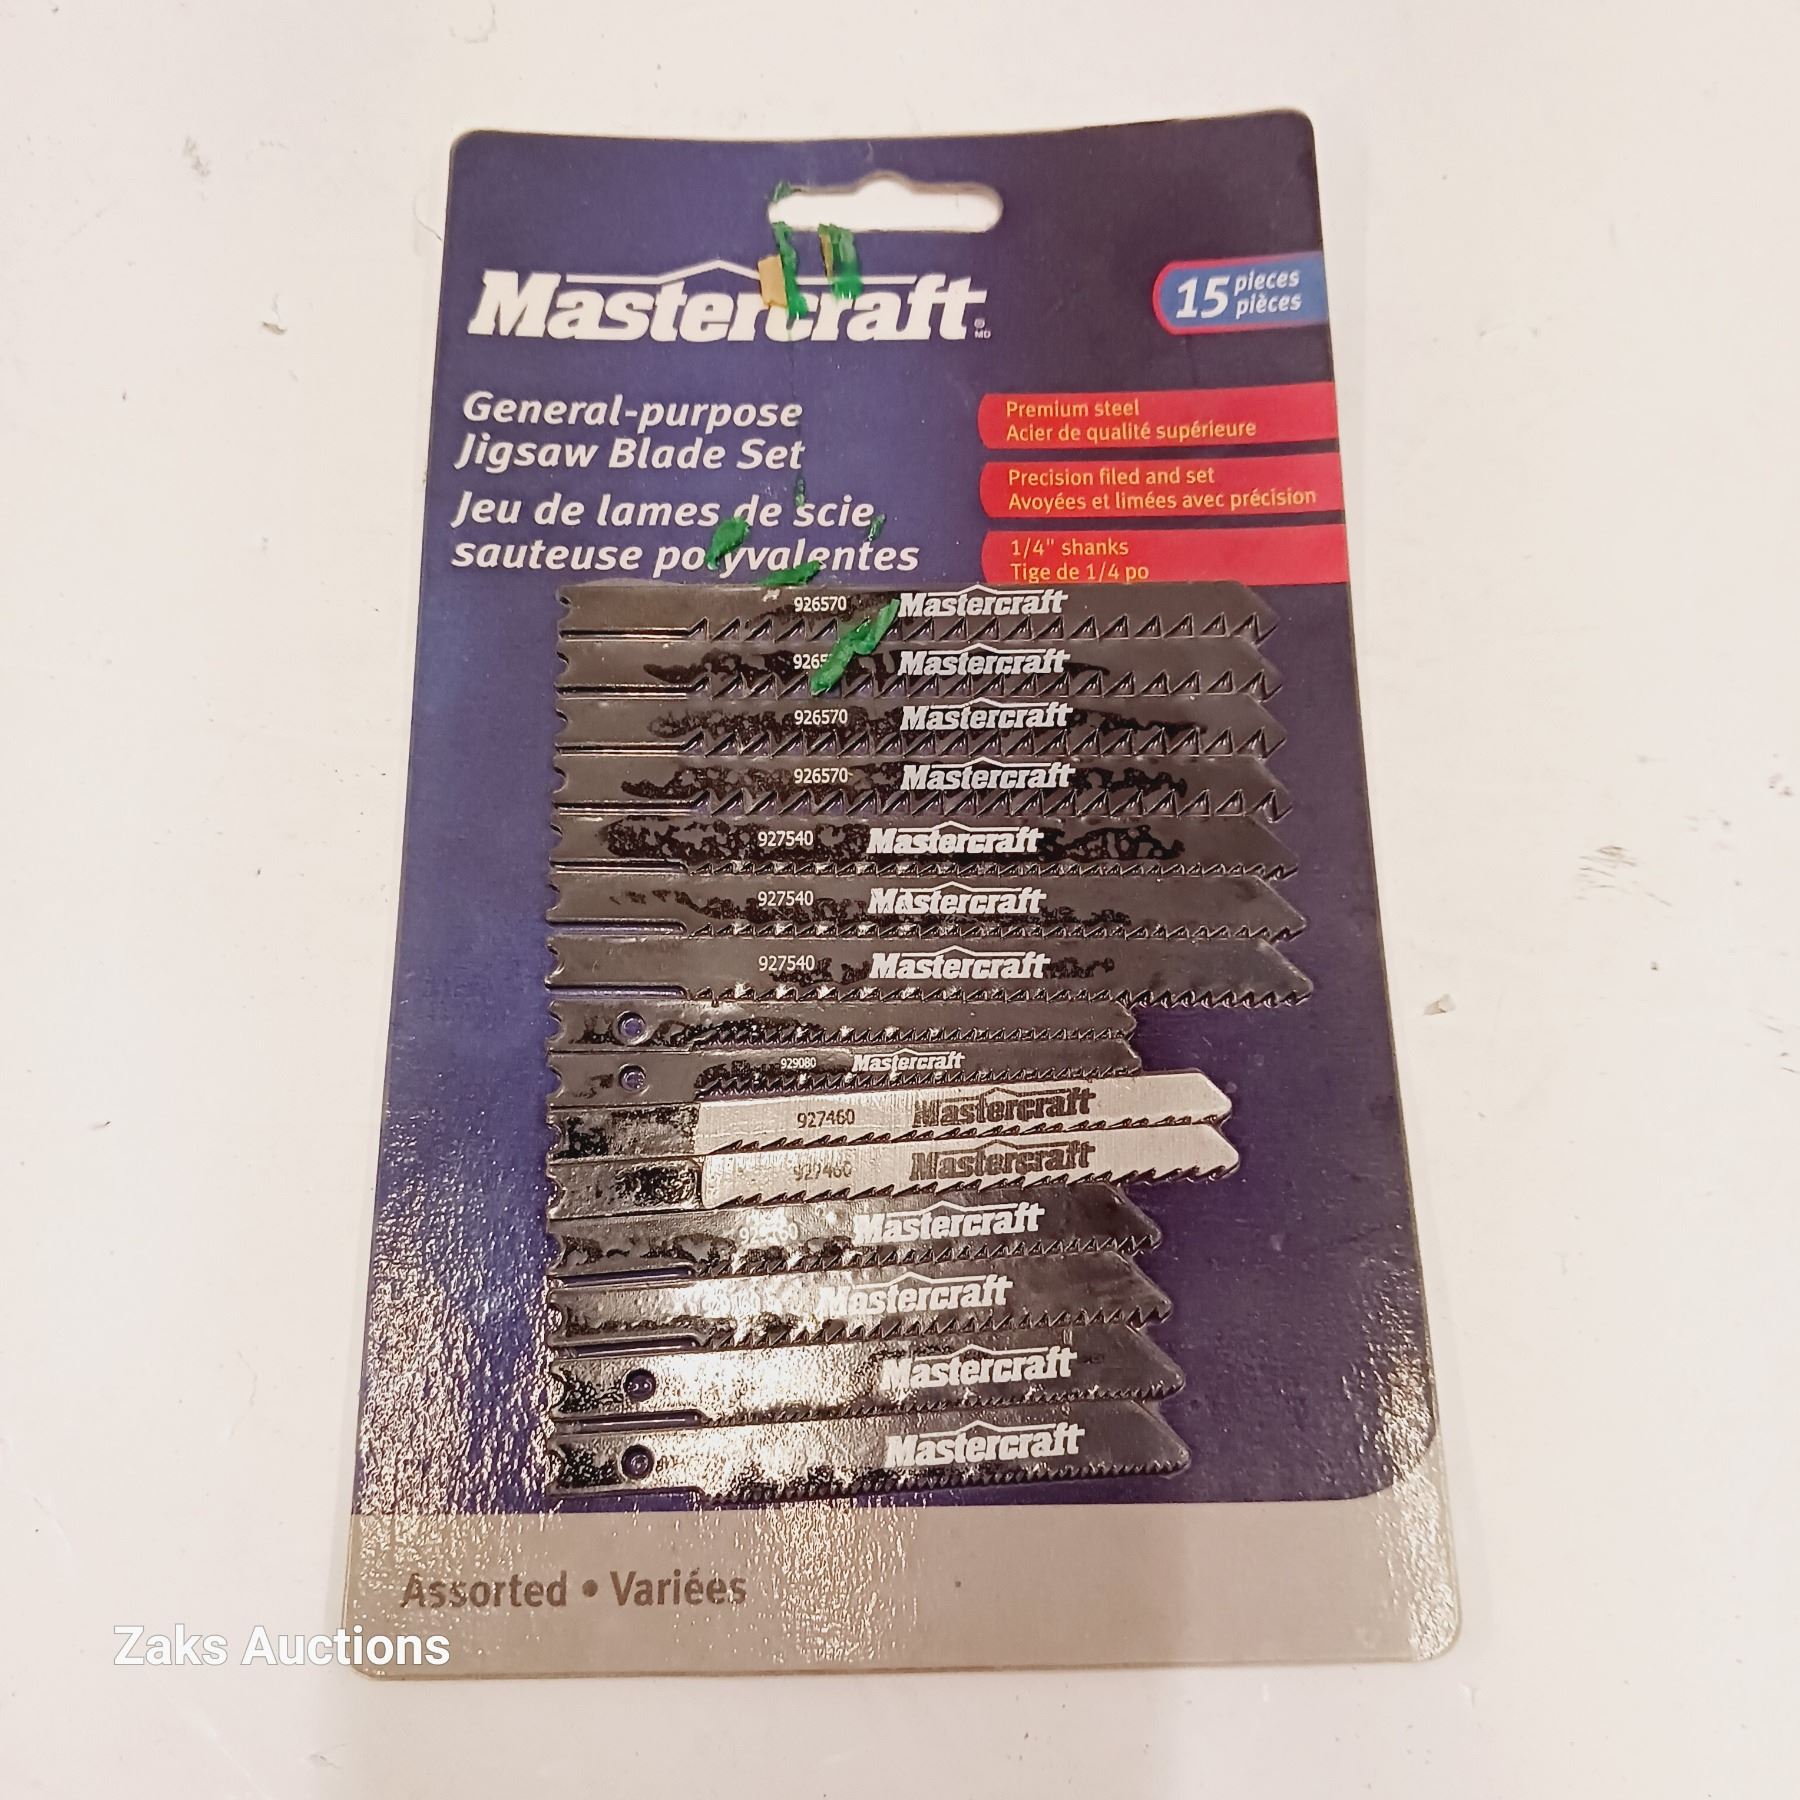 Mastercraft® MD
15 pieces
pièces
General-purpose
Jigsaw Blade Set
Jeu de lames de scie
sauteuse polyvalentes
Premium steel
Acier de qualité supérieure
Precision filed and set
Avoyées et limées avec précision
1/4" shanks
Tige de 1/4 po
926570 Mastercraft
Mastercraft
926570 Mastercraft
926570 Mastercraft
927540 Mastercraft
927540 Mastercraft
927540 Mastercraft
929080 Mastercraft
927460 Mastercraft
927460 Mastercraft
Mastercraft
Mastercraft
Mastercraft
Mastercraft
Assorted • Variées
Zaks Auctions